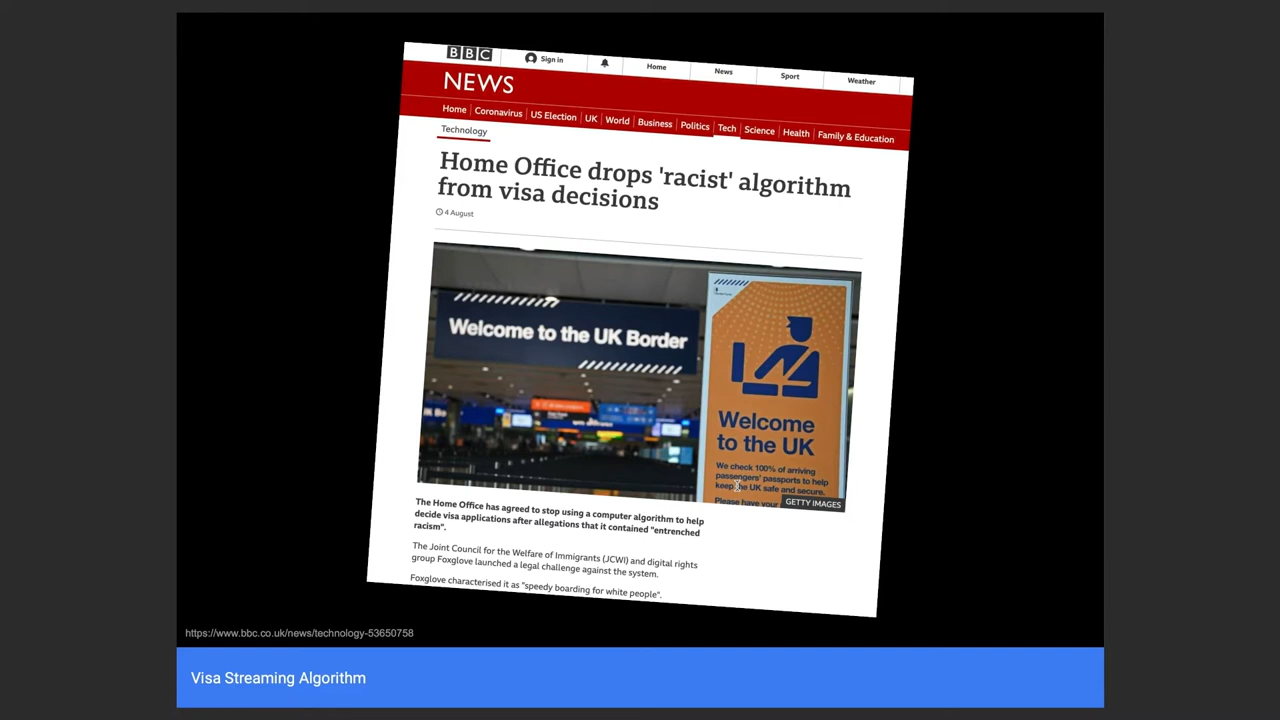 BBC
Sign in
Home
News
Sport
Weather
NEWS
Home
Coronavirus
US Election
UK
World
Business
Politics
Tech
Science
Health
Family & Education
Technology
Home Office drops 'racist' algorithm
from visa decisions
4 August
Welcome to the UK Border
Welcome
to the UK
We check 100% of arriving
passengers' passports to help
keep the UK safe and secure.
Please have your
GETTY IMAGES
The Home Office has agreed to stop using a computer algorithm to help
decide visa applications after allegations that it contained "entrenched
racism".
The Joint Council for the Welfare of Immigrants (JCWI) and digital rights
group Foxglove launched a legal challenge against the system.
Foxglove characterised it as "speedy boarding for white people".
https://www.bbc.co.uk/news/technology-53650758
Visa Streaming Algorithm